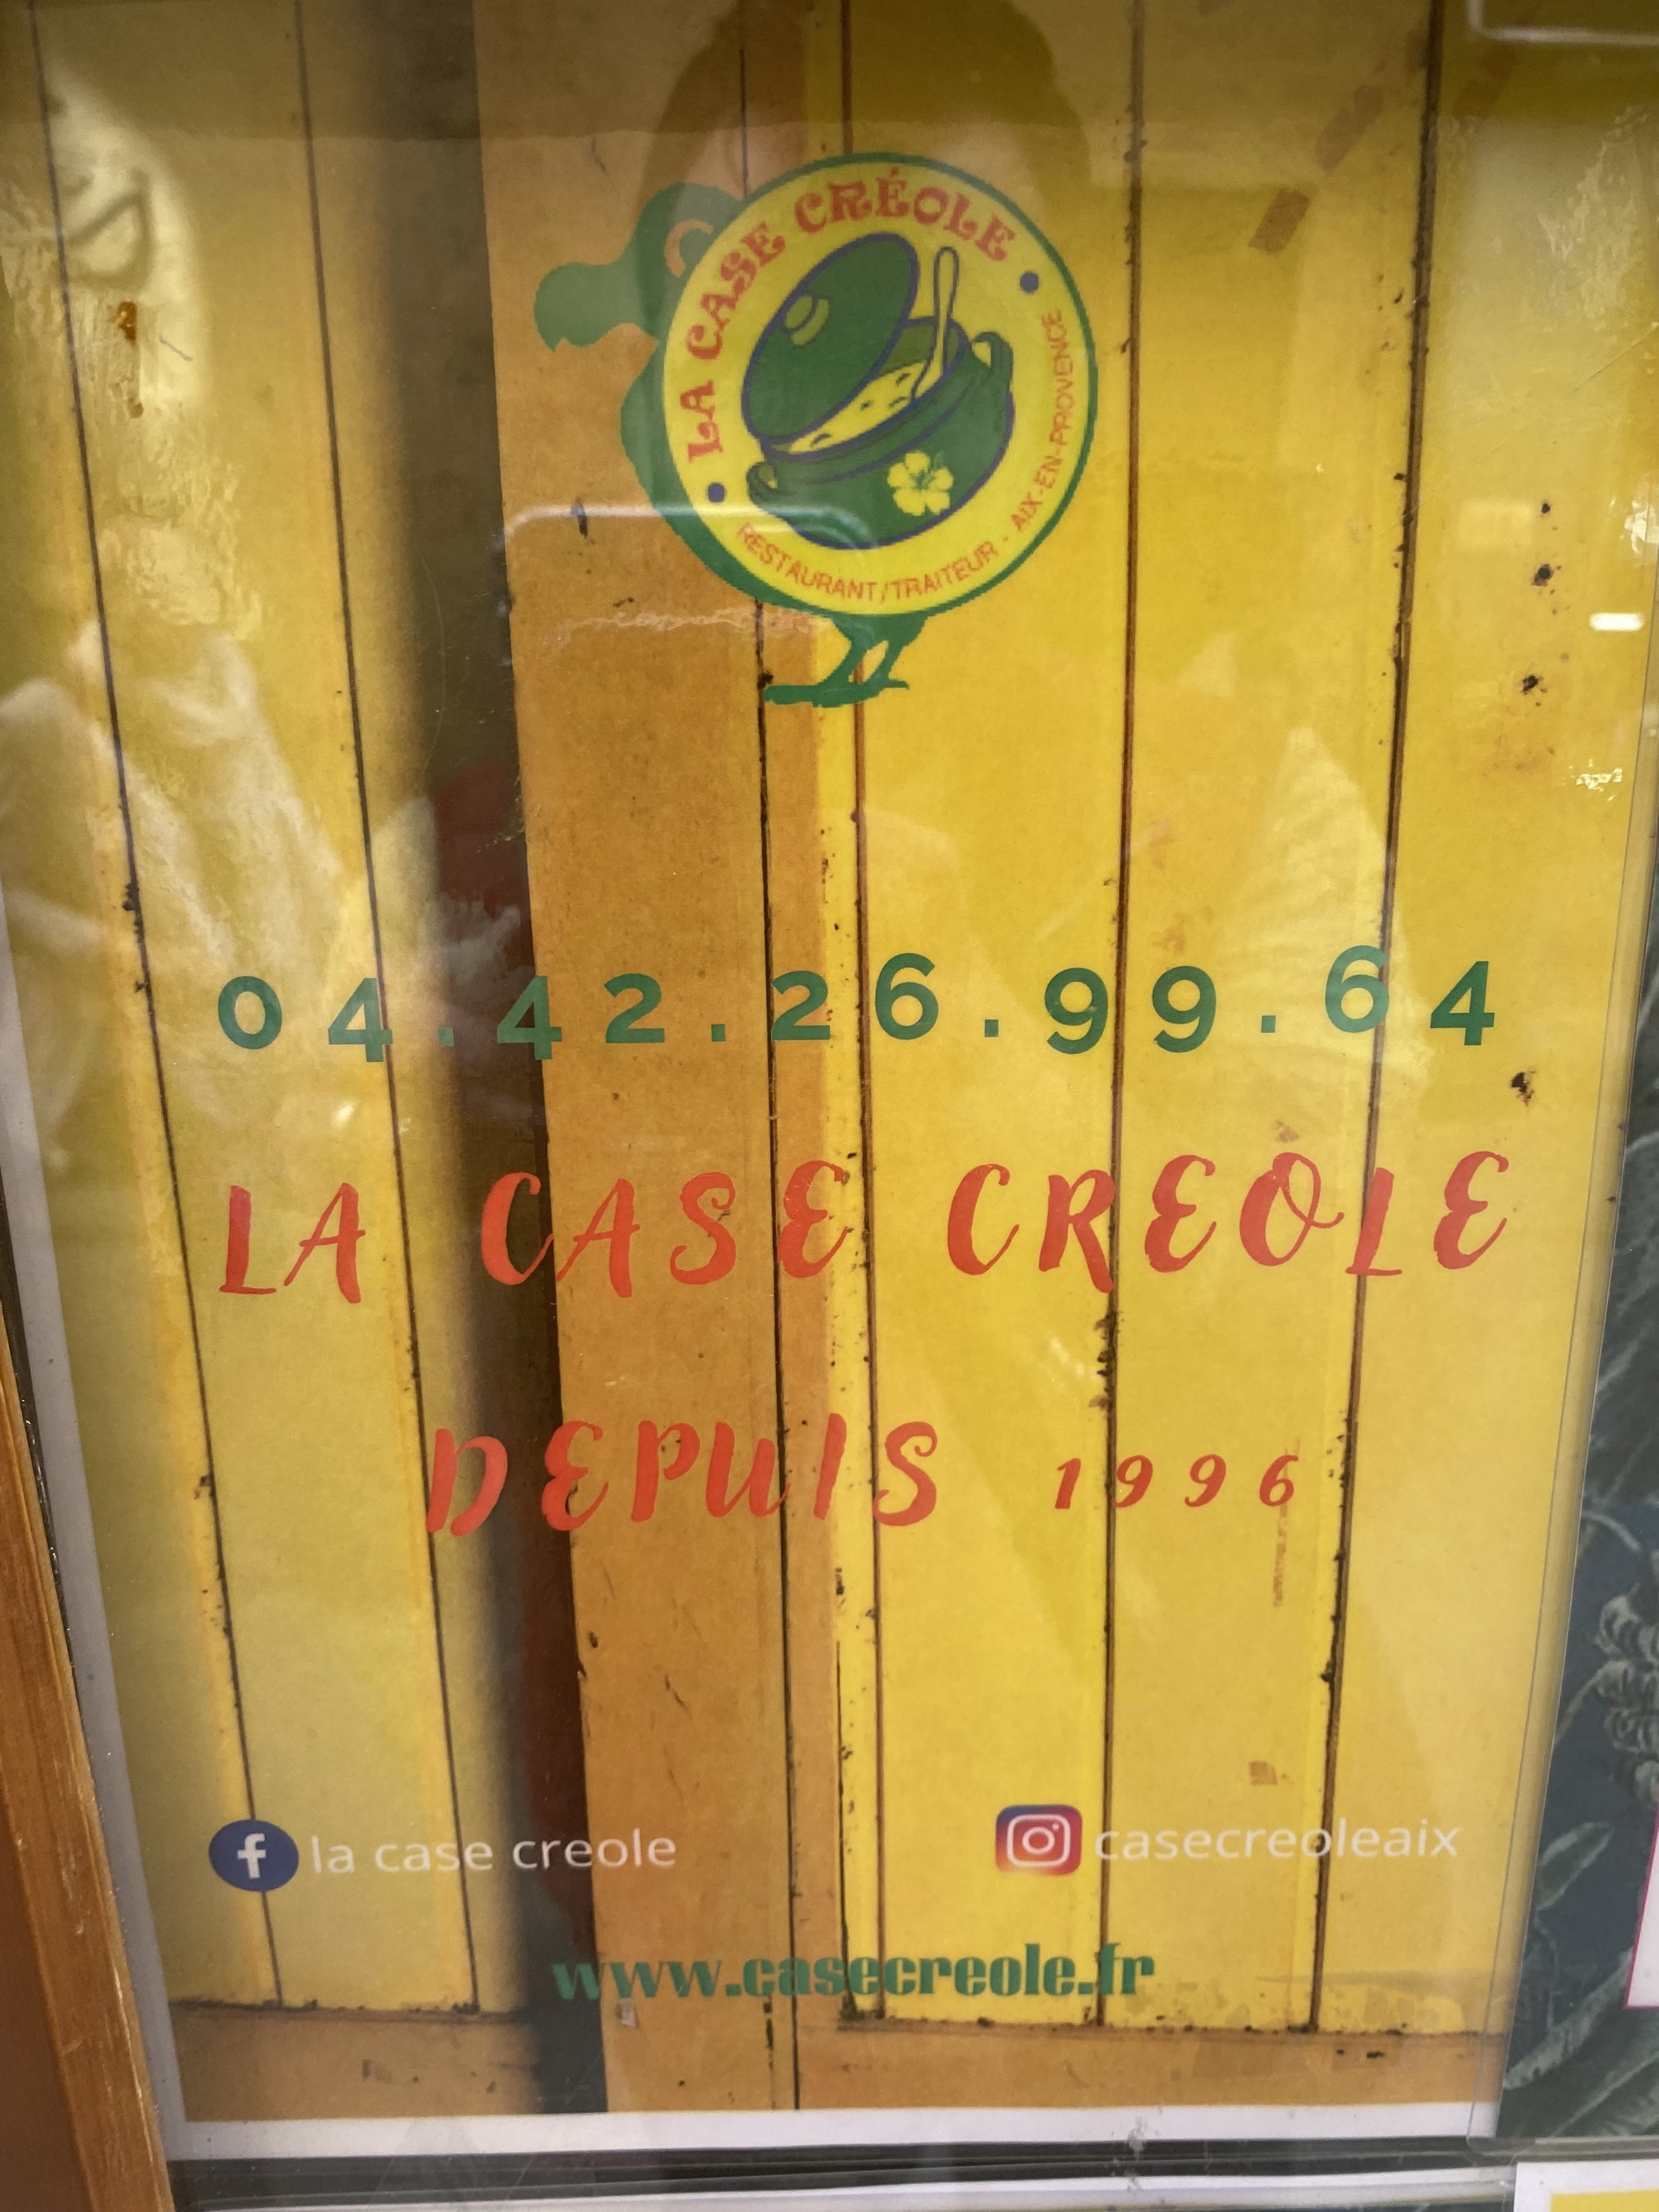 LA CASE CRÉOLE
RESTAURANT/TRAITEUR - AIX-EN-PROVENCE
04.42.26.99.64
LA CASE CREOLE
DEPUIS 1996
la case creole
casecreoleaix
www.casecreole.fr